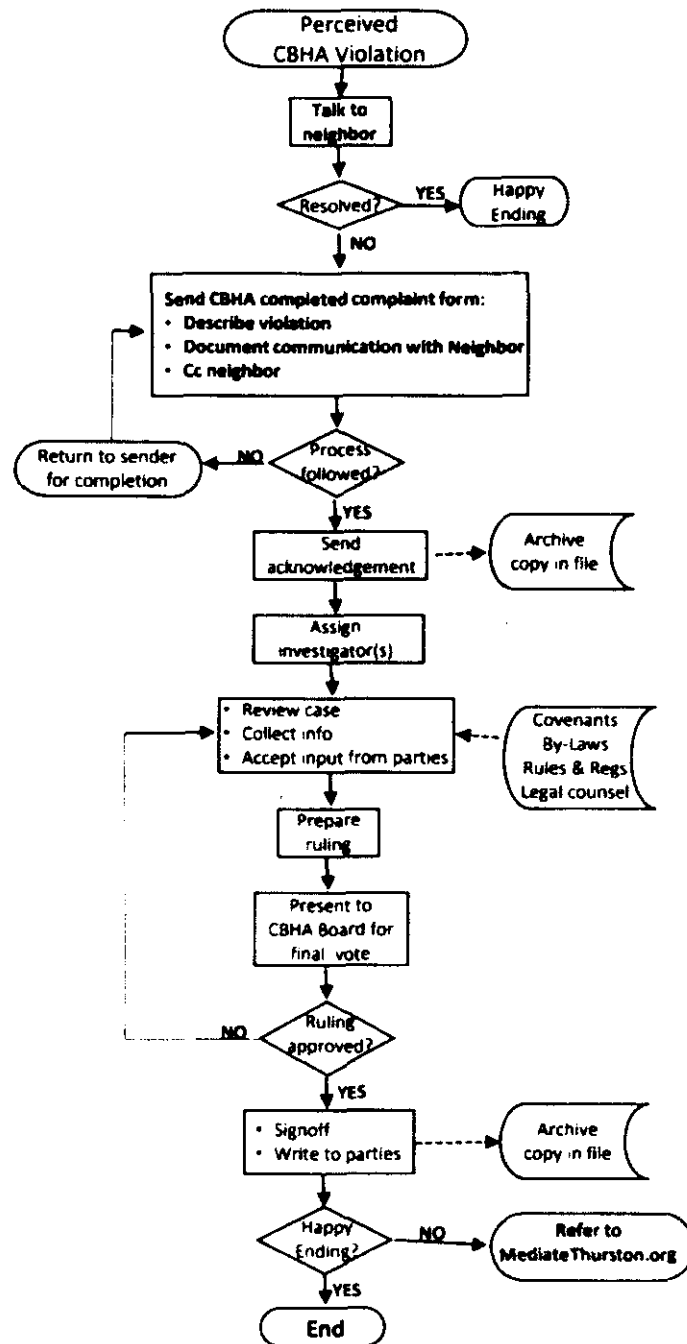 Perceived
CBHA Violation
Talk to
neighbor
Resolved?
YES
Happy
Ending
NO
Send CBHA completed complaint form:
• Describe violation
• Document communication with Neighbor
• Cc neighbor
Return to sender
for completion
NO
Process
followed?
YES
Send
acknowledgement
Archive
copy in file
Assign
investigator(s)
• Review case
• Collect info
• Accept input from parties
Covenants
By-Laws
Rules & Regs
Legal counsel
Prepare
ruling
Present to
CBHA Board for
final vote
NO
Ruling
approved?
YES
• Signoff
• Write to parties
Archive
copy in file
Happy
Ending?
NO
Refer to
MediateThurston.org
YES
End